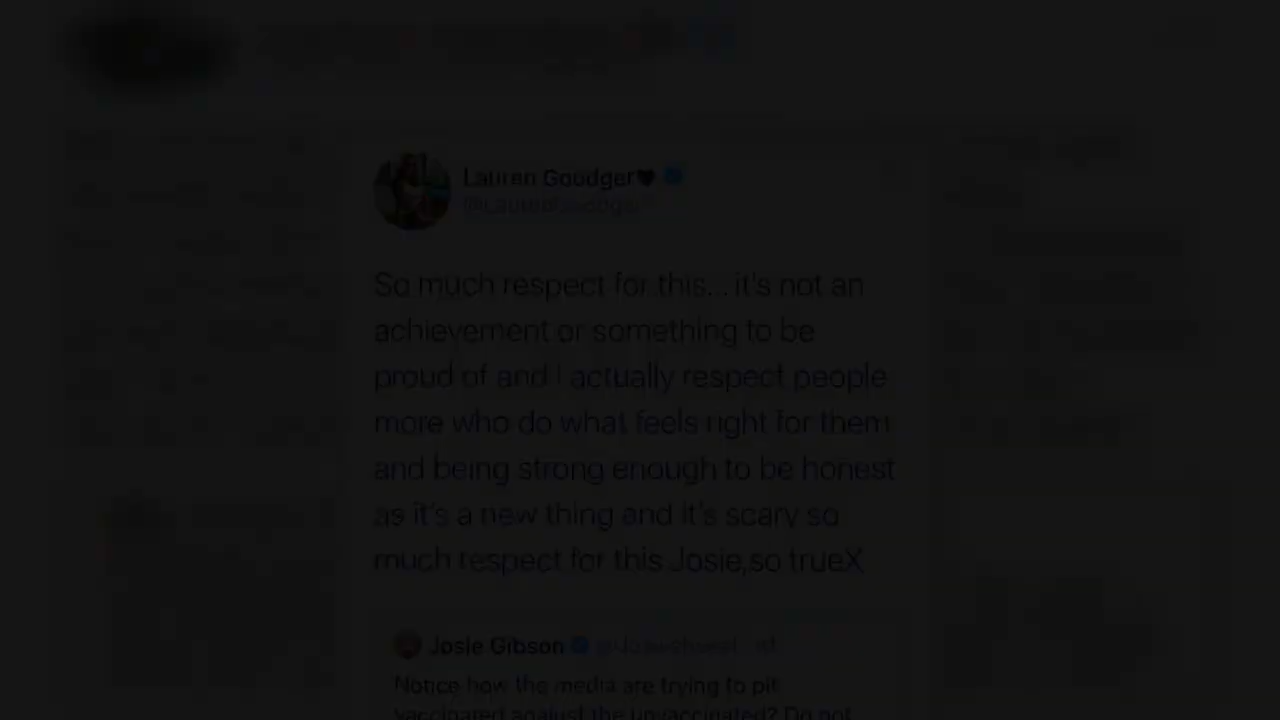 Lauren Goodger🖤
@LaurenGoodger
So much respect for this... it's not an
achievement or something to be
proud of and I actually respect people
more who do what feels right for them
and being strong enough to be honest
as it's a new thing and it's scary so
much respect for this Josie,so trueX
Josie Gibson
Notice how the media are trying to pit
vaccinated against the unvaccinated? Do not